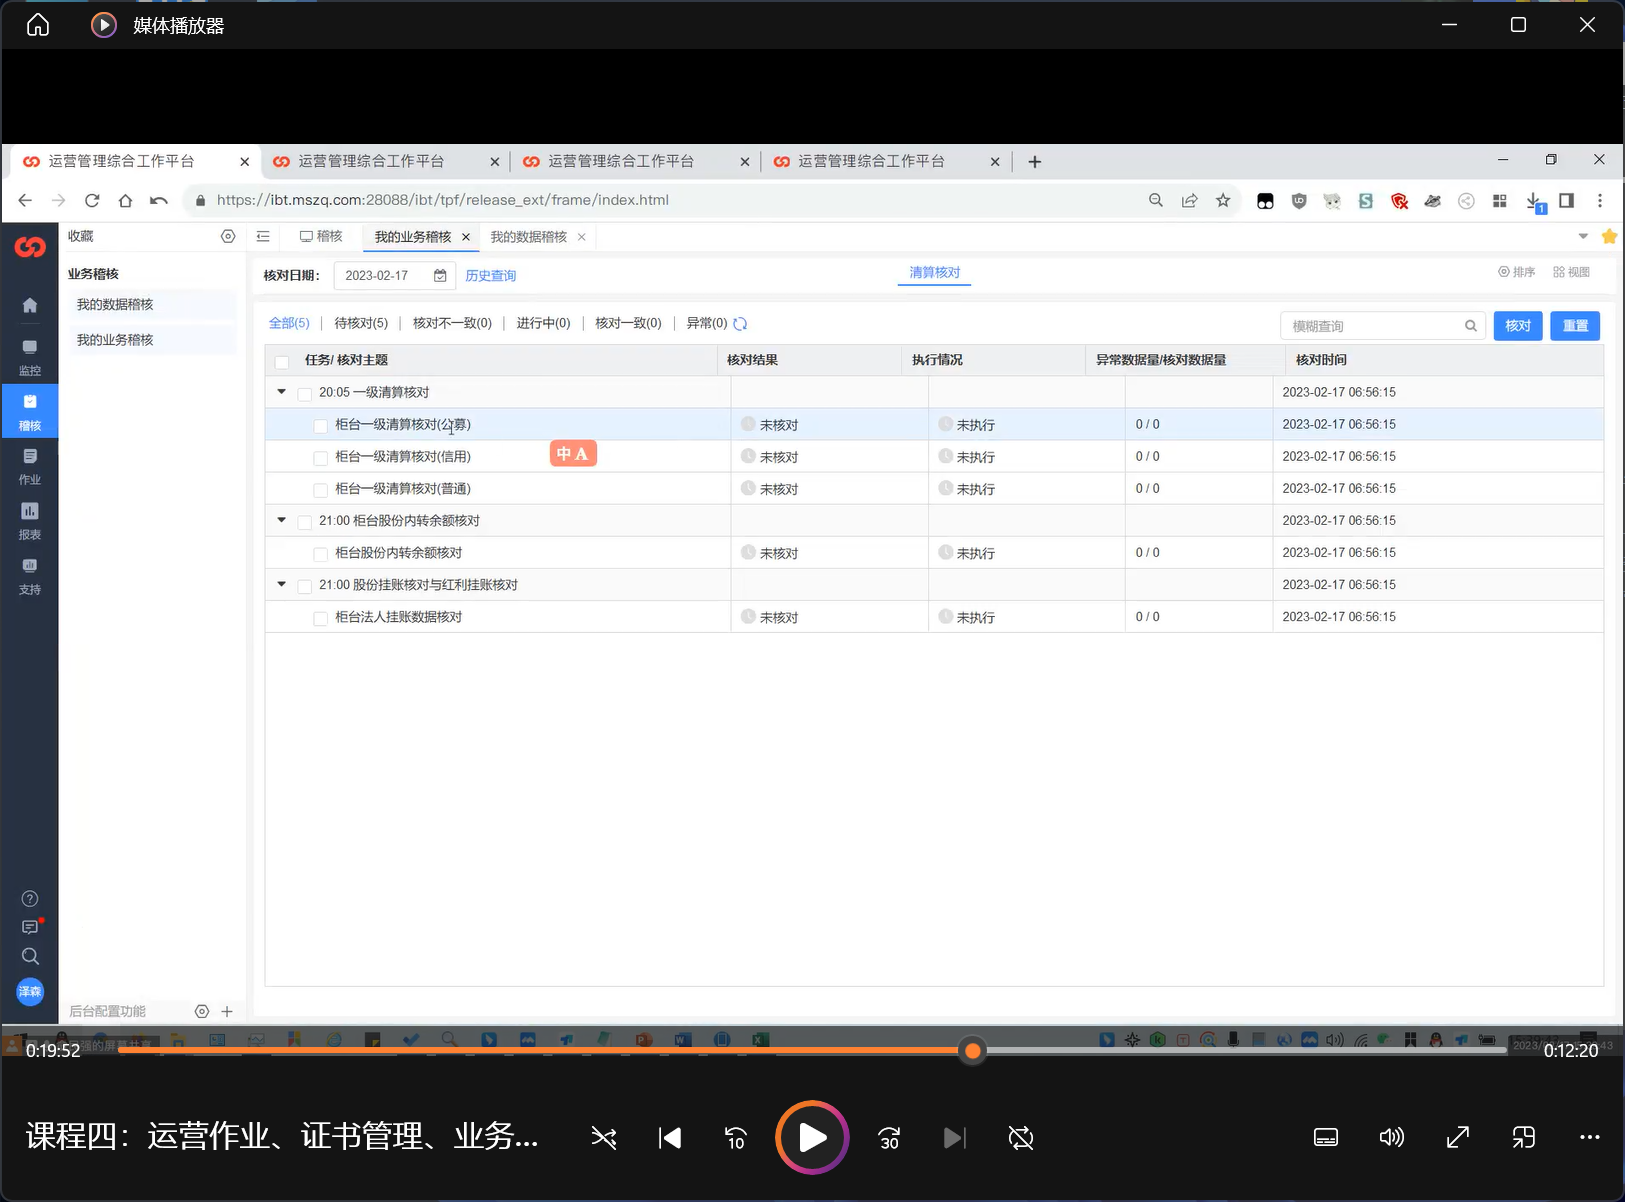 媒体播放器
运营管理综合工作平台
运营管理综合工作平台
运营管理综合工作平台
运营管理综合工作平台
https://ibt.mszq.com:28088/ibt/tpf/release_ext/frame/index.html
1
收藏
稽核
我的业务稽核
我的数据稽核
业务稽核
核对日期：
2023-02-17
历史查询
清算核对
排序
视图
我的数据稽核
我的业务稽核
全部(5)
待核对(5)
核对不一致(0)
进行中(0)
核对一致(0)
异常(0)
模糊查询
核对
重置
任务/ 核对主题
核对结果
执行情况
异常数据量/核对数据量
核对时间
20:05 一级清算核对
2023-02-17 06:56:15
柜台一级清算核对(公募)
未核对
未执行
0 / 0
2023-02-17 06:56:15
中 A
柜台一级清算核对(信用)
未核对
未执行
0 / 0
2023-02-17 06:56:15
柜台一级清算核对(普通)
未核对
未执行
0 / 0
2023-02-17 06:56:15
21:00 柜台股份内转余额核对
2023-02-17 06:56:15
柜台股份内转余额核对
未核对
未执行
0 / 0
2023-02-17 06:56:15
21:00 股份挂账核对与红利挂账核对
2023-02-17 06:56:15
柜台法人挂账数据核对
未核对
未执行
0 / 0
2023-02-17 06:56:15
监控
稽核
作业
报表
支持
泽森
后台配置功能
0:19:52
0:12:20
课程四：运营作业、证书管理、业务...
10
30